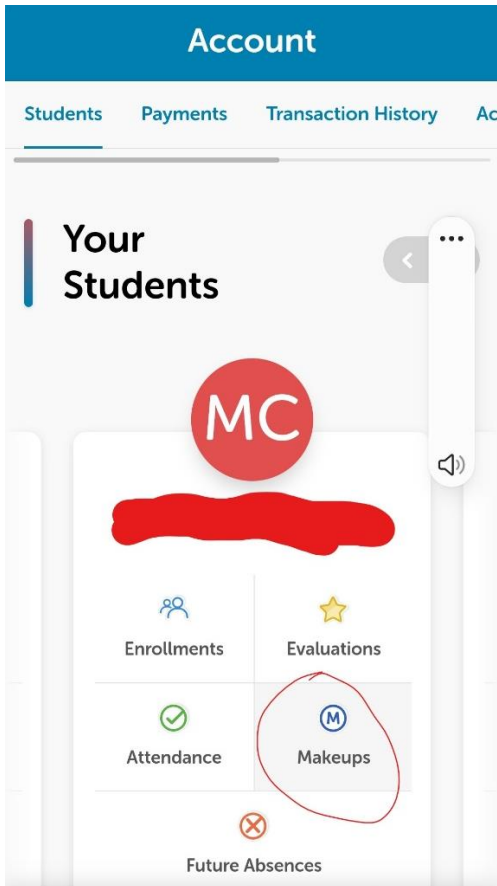 Account
Students Payments Transaction History Ac
Your
Students
MC
Enrollments Evaluations
M
Attendance Makeups
Future Absences